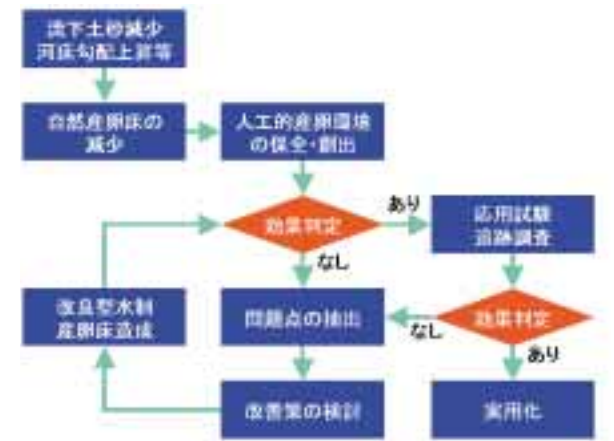 流下土砂減少
河床勾配上昇等
自然産卵床の
減少
人工的産卵環境
の保全・創出
効果判定
あり
応用試験
追跡調査
なし
改良型水制
産卵床造成
問題点の抽出
なし
効果判定
あり
改善策の検討
実用化